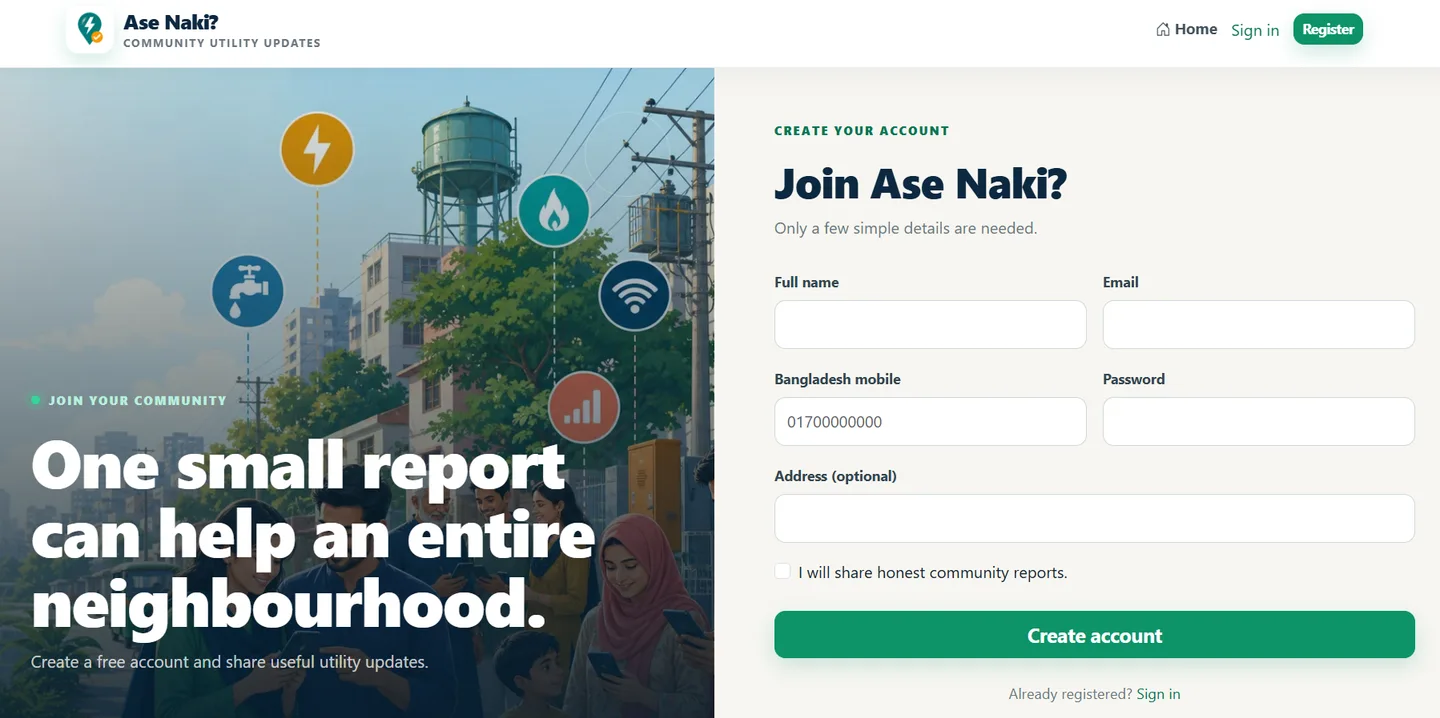 Ase Naki?
COMMUNITY UTILITY UPDATES
Home
Sign in
Register
JOIN YOUR COMMUNITY
One small report
can help an entire
neighbourhood.
Create a free account and share useful utility updates.
CREATE YOUR ACCOUNT
Join Ase Naki?
Only a few simple details are needed.
Full name
Email
Bangladesh mobile
Password
01700000000
Address (optional)
I will share honest community reports.
Create account
Already registered? Sign in